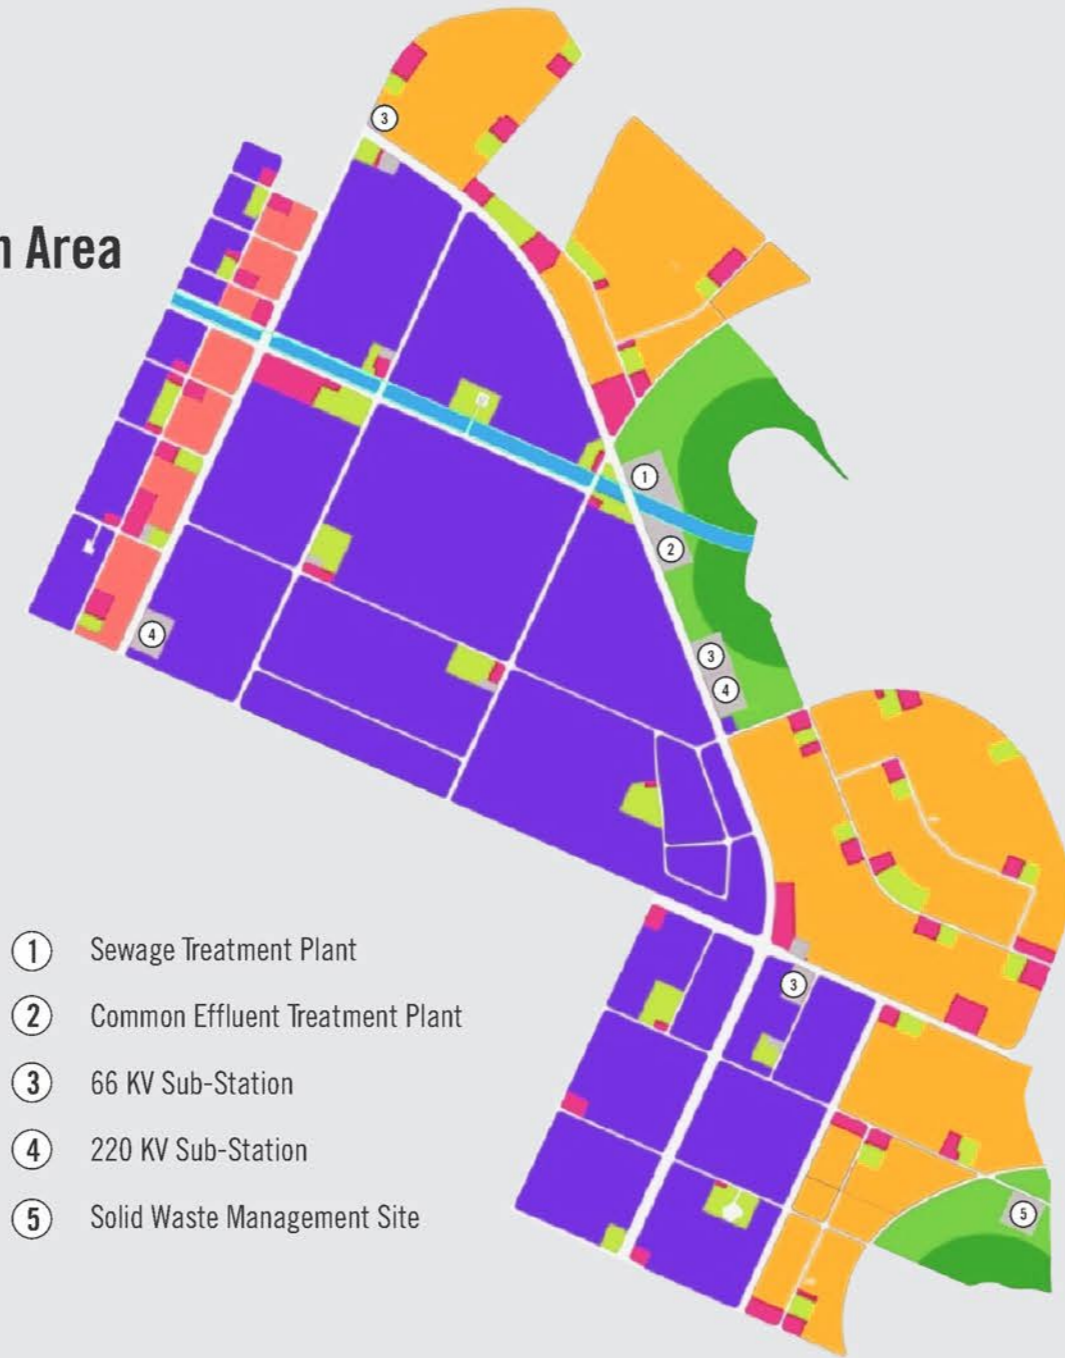 Area
3
1
2
3
4
4
3
5
1 Sewage Treatment Plant
2 Common Effluent Treatment Plant
3 66 KV Sub-Station
4 220 KV Sub-Station
5 Solid Waste Management Site